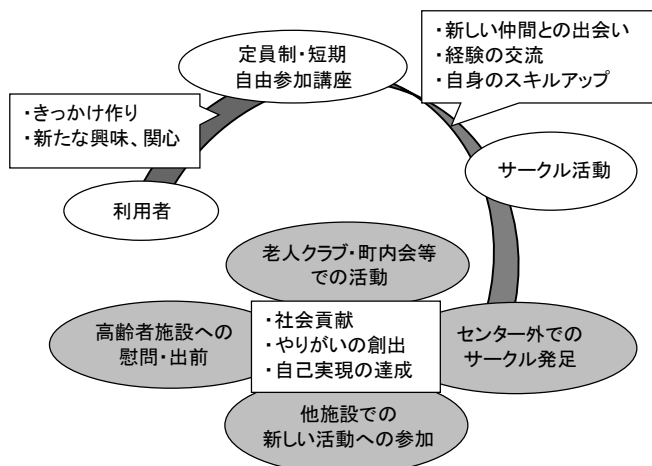 定員制・短期
自由参加講座
・新しい仲間との出会い
・経験の交流
・自身のスキルアップ
・きっかけ作り
・新たな興味、関心
サークル活動
利用者
老人クラブ・町内会等
での活動
高齢者施設への
慰問・出前
・社会貢献
・やりがいの創出
・自己実現の達成
センター外での
サークル発足
他施設での
新しい活動への参加